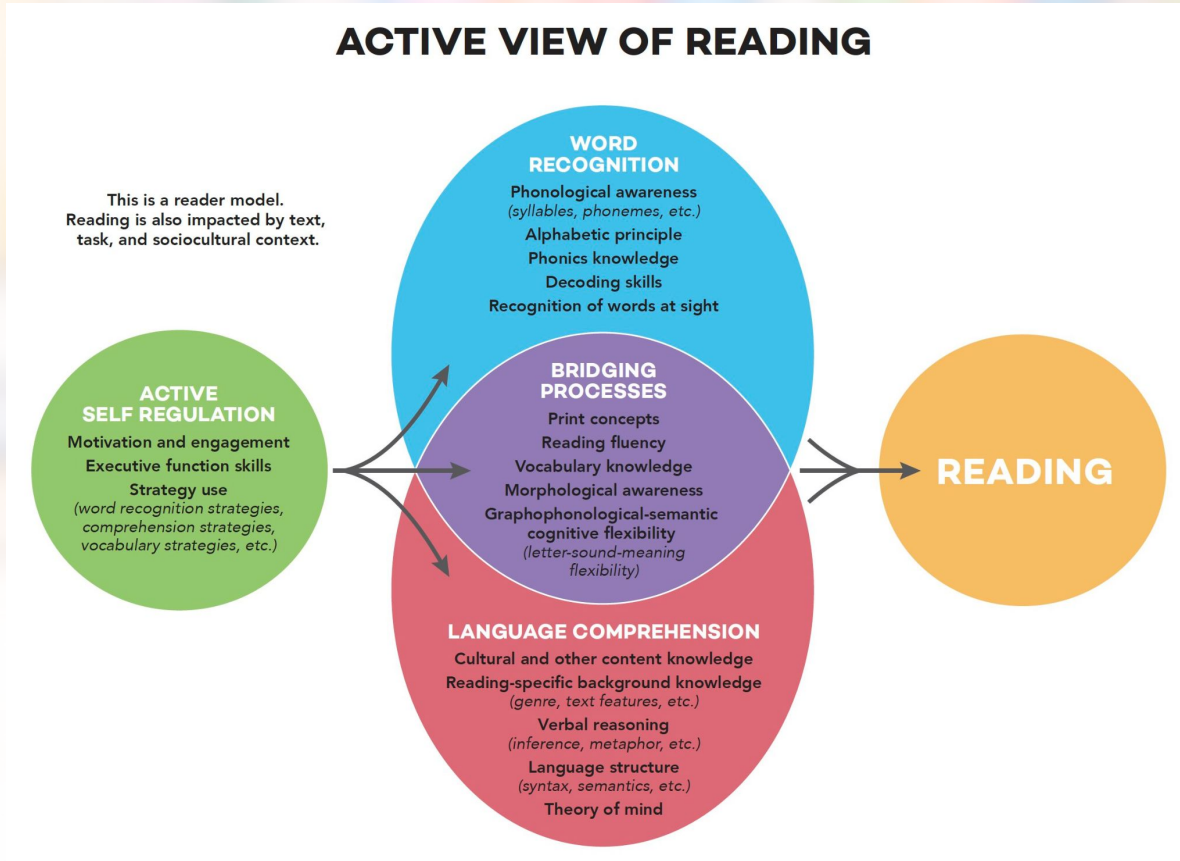 ACTIVE VIEW OF READING
This is a reader model.
Reading is also impacted by text,
task, and sociocultural context.
ACTIVE
SELF REGULATION
Motivation and engagement
Executive function skills
Strategy use
(word recognition strategies,
comprehension strategies,
vocabulary strategies, etc.)
WORD
RECOGNITION
Phonological awareness
(syllables, phonemes, etc.)
Alphabetic principle
Phonics knowledge
Decoding skills
Recognition of words at sight
BRIDGING
PROCESSES
Print concepts
Reading fluency
Vocabulary knowledge
Morphological awareness
Graphophonological-semantic
cognitive flexibility
(letter-sound-meaning
flexibility)
LANGUAGE COMPREHENSION
Cultural and other content knowledge
Reading-specific background knowledge
(genre, text features, etc.)
Verbal reasoning
(inference, metaphor, etc.)
Language structure
(syntax, semantics, etc.)
Theory of mind
READING